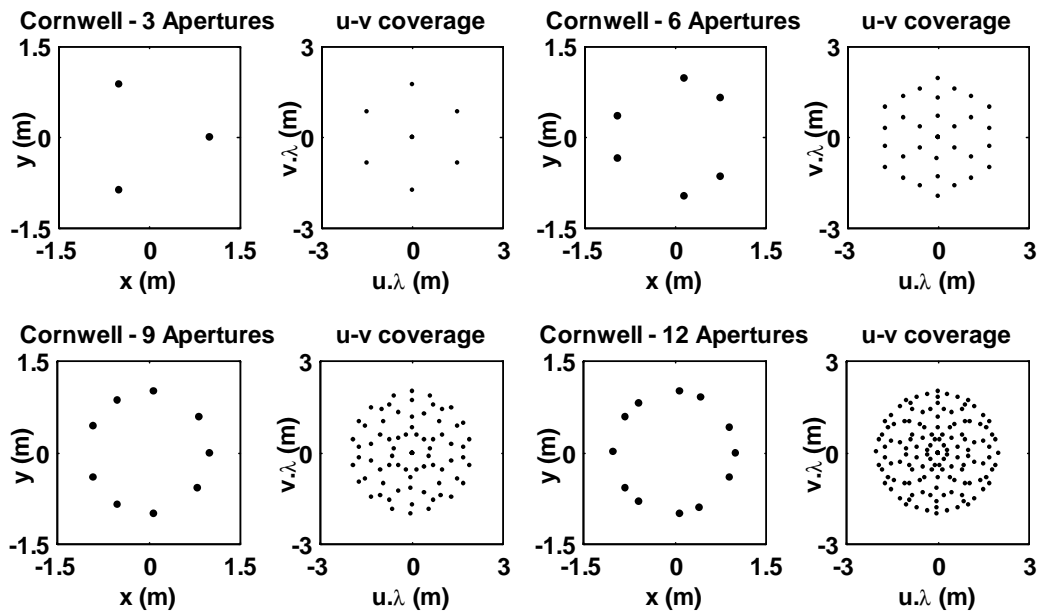 Cornwell - 3 Apertures
1.5
0
-1.5
-1.5 0 1.5
y (m)
x (m)
u-v coverage
3
0
-3
-3 0 3
v.λ (m)
u.λ (m)
Cornwell - 6 Apertures
1.5
0
-1.5
-1.5 0 1.5
y (m)
x (m)
u-v coverage
3
0
-3
-3 0 3
v.λ (m)
u.λ (m)
Cornwell - 9 Apertures
1.5
0
-1.5
-1.5 0 1.5
y (m)
x (m)
u-v coverage
3
0
-3
-3 0 3
v.λ (m)
u.λ (m)
Cornwell - 12 Apertures
1.5
0
-1.5
-1.5 0 1.5
y (m)
x (m)
u-v coverage
3
0
-3
-3 0 3
v.λ (m)
u.λ (m)